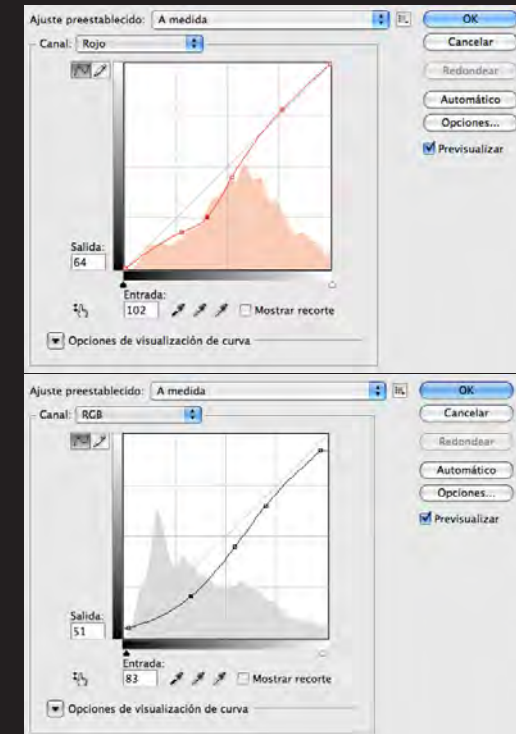 Ajuste preestablecido: A medida OK
Canal: Rojo Cancelar
Redondear
Automático
Opciones...
Previsualizar
Salida:
64
Entrada:
102 Mostrar recorte
Opciones de visualización de curva
Ajuste preestablecido: A medida OK
Canal: RGB Cancelar
Redondear
Automático
Opciones...
Previsualizar
Salida:
51
Entrada:
83 Mostrar recorte
Opciones de visualización de curva